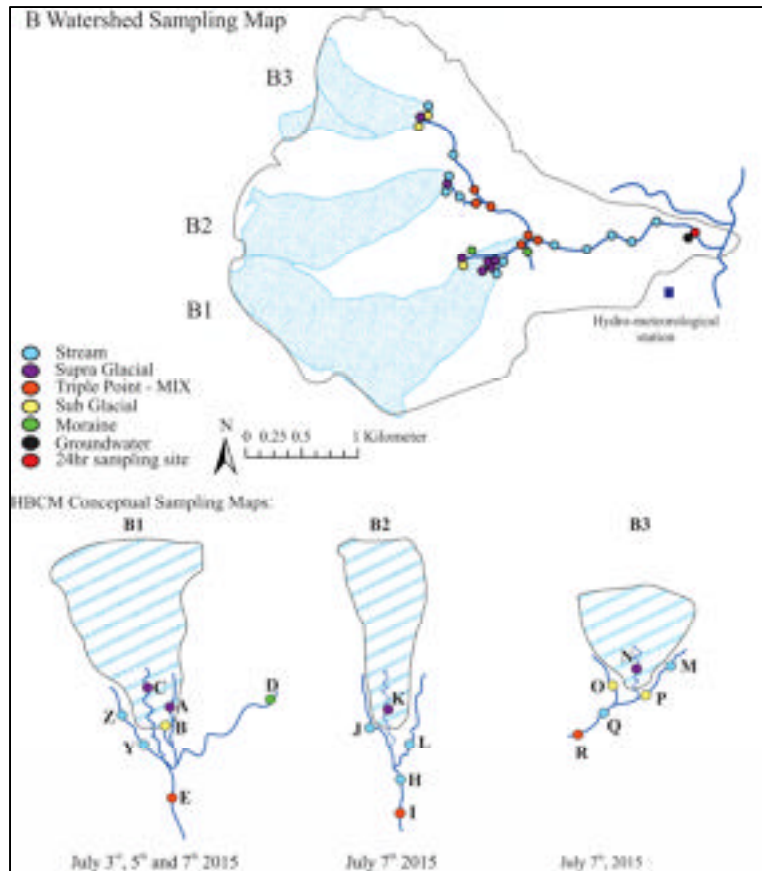 B Watershed Sampling Map
B3
B2
B1
Hydro-meteorological
station
Stream
Supra Glacial
Triple Point - MIX
Sub Glacial
Moraine
Groundwater
24hr sampling site
N
0 0.25 0.5 1 Kilometer
HBCM Conceptual Sampling Maps:
B1 B2 B3
C
A
D
Z
B
Y
E
K
J
L
H
I
N
M
O
P
Q
R
July 3rd, 5th and 7th 2015 July 7th 2015 July 7th, 2015